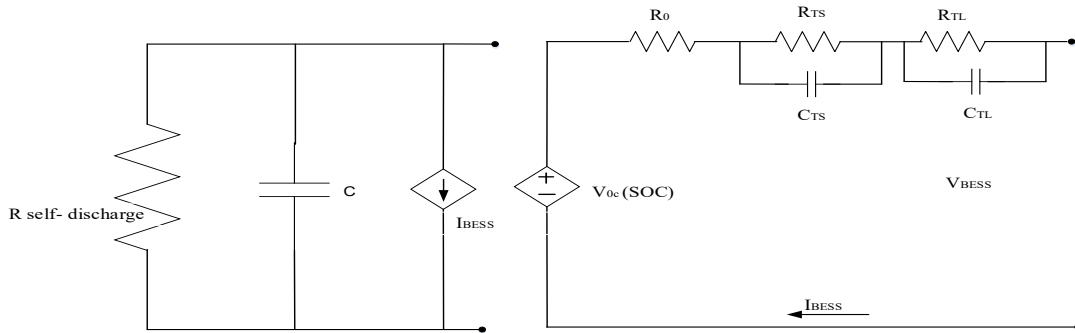 R0
RTS
RTL
CTS
CTL
C
+
−
V0c (SOC)
VBESS
R self- discharge
IBESS
IBESS